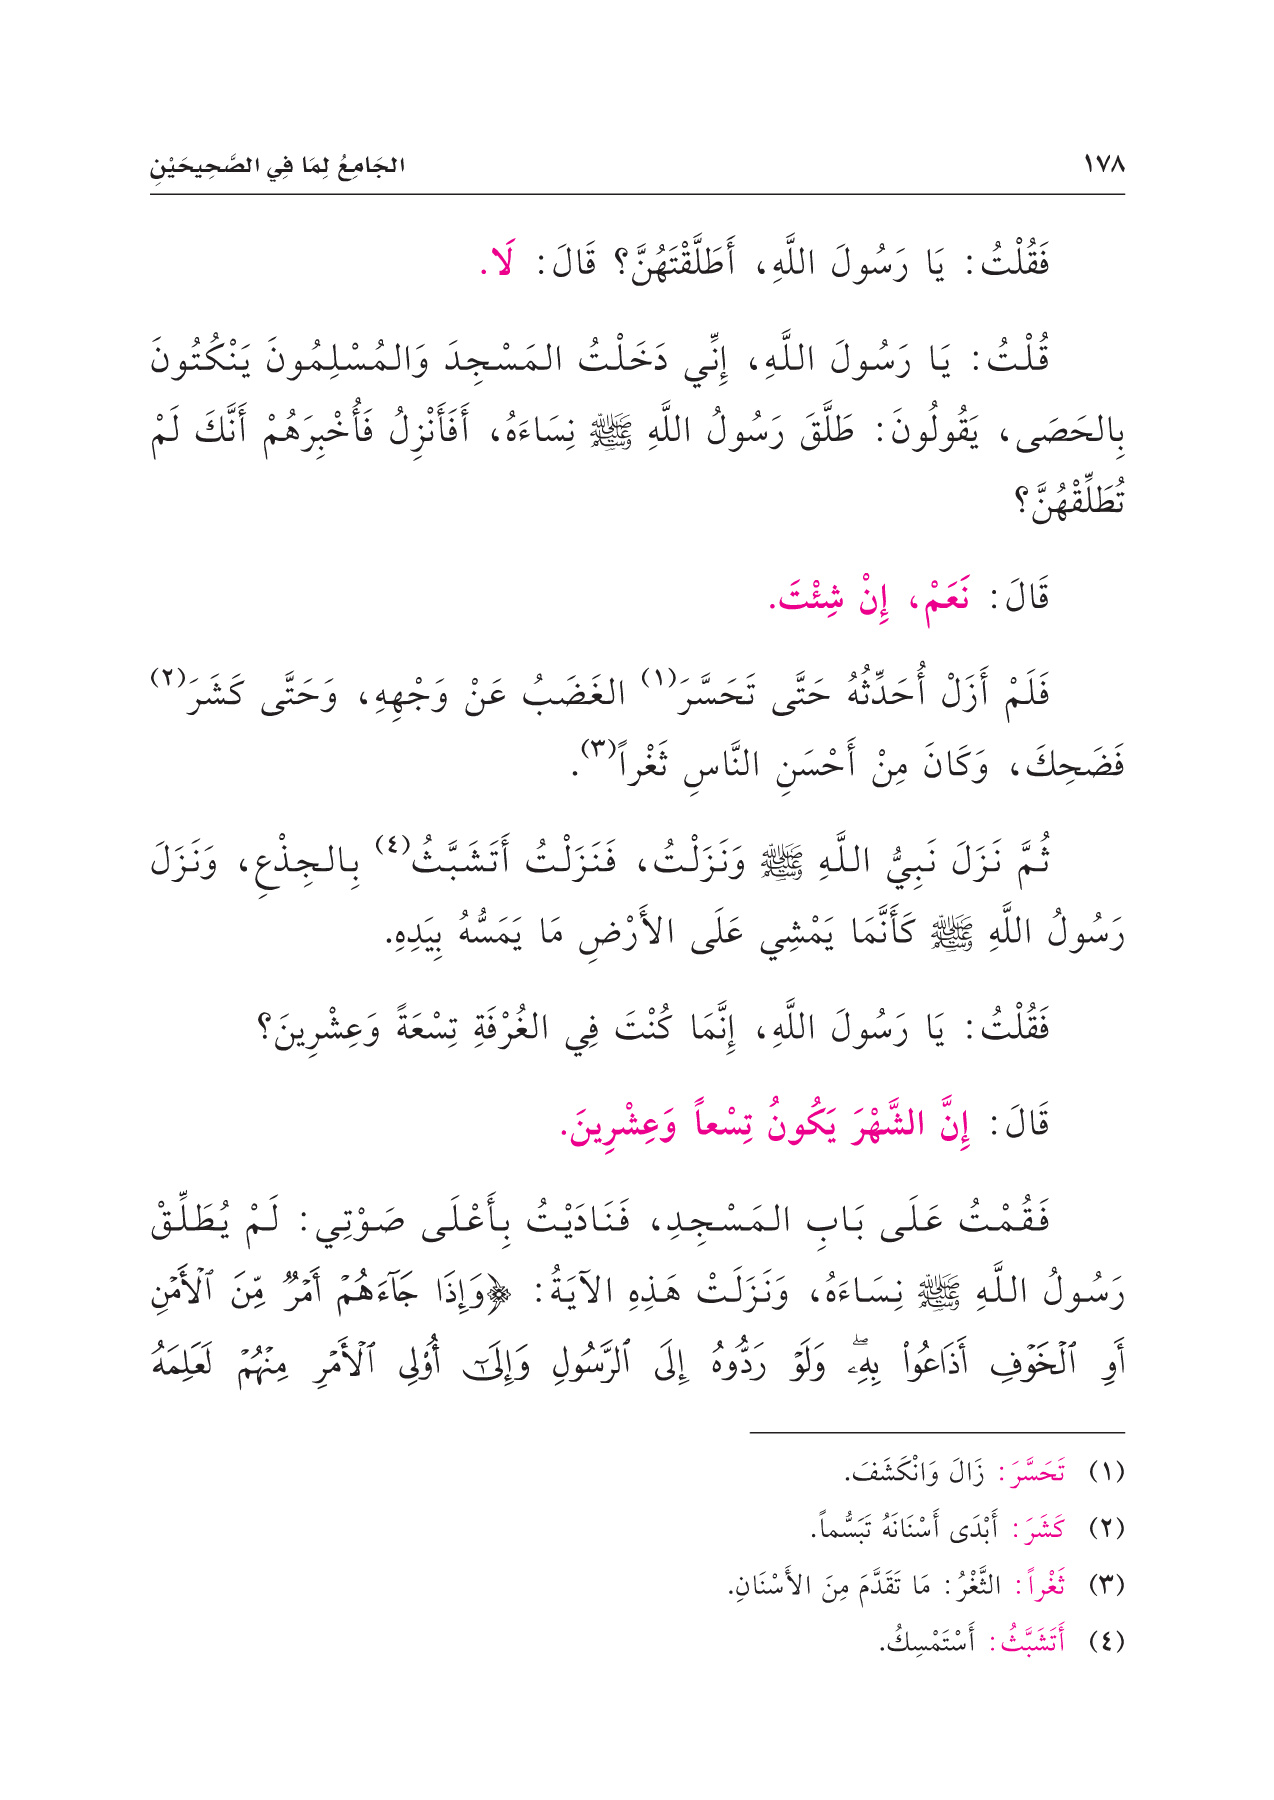 ١٧٨ الجَامِعُ لِمَا فِي الصَّحِيحَيْنِ
فَقُلْتُ: يَا رَسُولَ اللَّهِ، أَطَلَّقْتَهُنَّ؟ قَالَ: لَا.
قُلْتُ: يَا رَسُولَ اللَّهِ، إِنِّي دَخَلْتُ المَسْجِدَ وَالمُسْلِمُونَ يَنْكُتُونَ
بِالحَصَى، يَقُولُونَ: طَلَّقَ رَسُولُ اللَّهِ ﷺ نِسَاءَهُ، أَفَأَنْزِلُ فَأُخْبِرَهُمْ أَنَّكَ لَمْ
تُطَلِّقْهُنَّ؟
قَالَ: نَعَمْ، إِنْ شِئْتَ.
فَلَمْ أَزَلْ أُحَدِّثُهُ حَتَّى تَحَسَّرَ(١) الغَضَبُ عَنْ وَجْهِهِ، وَحَتَّى كَشَرَ(٢)
فَضَحِكَ، وَكَانَ مِنْ أَحْسَنِ النَّاسِ ثَغْراً(٣).
ثُمَّ نَزَلَ نَبِيُّ اللَّهِ ﷺ وَنَزَلْتُ، فَنَزَلْتُ أَتَشَبَّثُ(٤) بِالجِذْعِ، وَنَزَلَ
رَسُولُ اللَّهِ ﷺ كَأَنَّمَا يَمْشِي عَلَى الأَرْضِ مَا يَمَسُّهُ بِيَدِهِ.
فَقُلْتُ: يَا رَسُولَ اللَّهِ، إِنَّمَا كُنْتَ فِي الغُرْفَةِ تِسْعَةً وَعِشْرِينَ؟
قَالَ: إِنَّ الشَّهْرَ يَكُونُ تِسْعاً وَعِشْرِينَ.
فَقُمْتُ عَلَى بَابِ المَسْجِدِ، فَنَادَيْتُ بِأَعْلَى صَوْتِي: لَمْ يُطَلِّقْ
رَسُولُ اللَّهِ ﷺ نِسَاءَهُ، وَنَزَلَتْ هَذِهِ الآيَةُ: ﴿وَإِذَا جَآءَهُمۡ أَمۡرٞ مِّنَ ٱلۡأَمۡنِ
أَوِ ٱلۡخَوۡفِ أَذَاعُواْ بِهِۦۖ وَلَوۡ رَدُّوهُ إِلَى ٱلرَّسُولِ وَإِلَىٰٓ أُوْلِي ٱلۡأَمۡرِ مِنۡهُمۡ لَعَلِمَهُ
(١) تَحَسَّرَ: زَالَ وَانْكَشَفَ.
(٢) كَشَرَ: أَبْدَى أَسْنَانَهُ تَبَسُّماً.
(٣) ثَغْراً: الثَّغْرُ: مَا تَقَدَّمَ مِنَ الأَسْنَانِ.
(٤) أَتَشَبَّثُ: أَسْتَمْسِكُ.